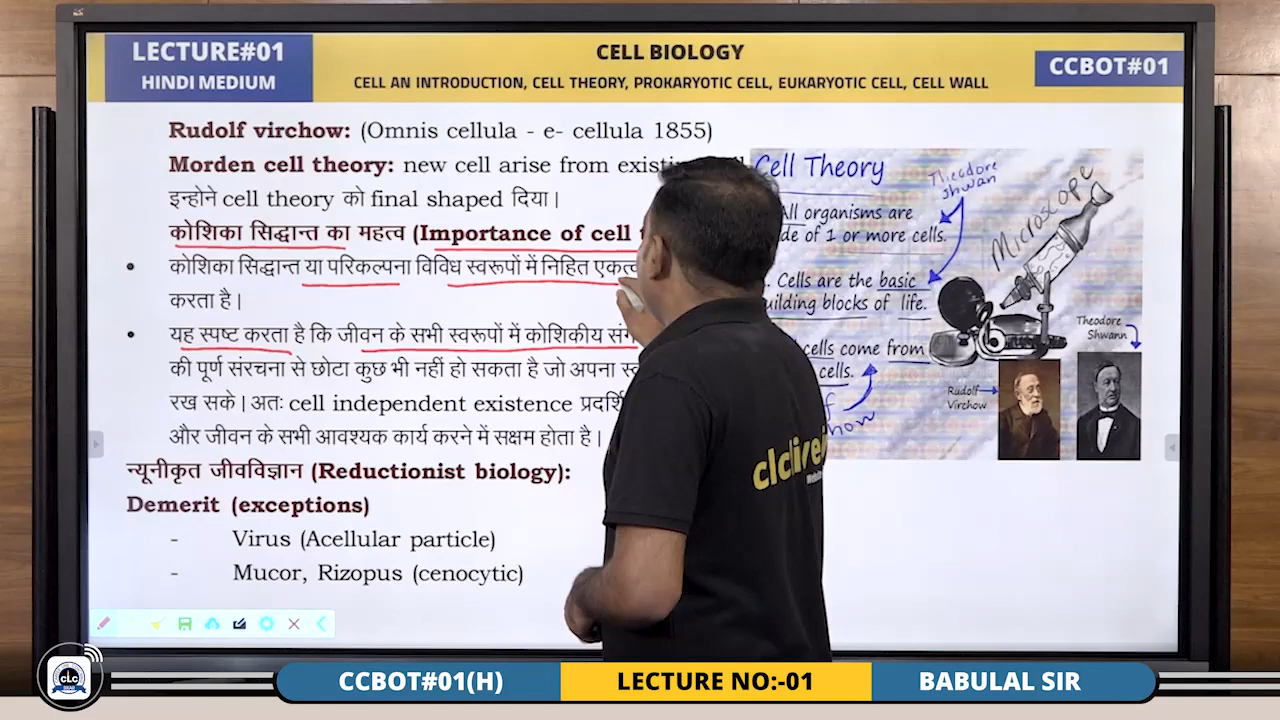 LECTURE#01
HINDI MEDIUM
CELL BIOLOGY
CELL AN INTRODUCTION, CELL THEORY, PROKARYOTIC CELL, EUKARYOTIC CELL, CELL WALL
CCBOT#01
Rudolf virchow: (Omnis cellula - e- cellula 1855)
Morden cell theory: new cell arise from
इन्होने cell theory को final shaped दिया।
कोशिका सिद्धान्त का महत्व (Importance of cell
कोशिका सिद्धान्त या परिकल्पना विविध स्वरूपों में निहित
करता है।
यह स्पष्ट करता है कि जीवन के सभी स्वरूपों में कोशिकीय
की पूर्ण संरचना से छोटा कुछ भी नहीं हो सकता है जो अपना
रख सके। अतः cell independent existence
और जीवन के सभी आवश्यक कार्य करने में सक्षम होता है।
न्यूनीकृत जीवविज्ञान (Reductionist biology):
Demerit (exceptions)
- Virus (Acellular particle)
- Mucor, Rizopus (cenocytic)
Cell Theory
Theodore
Shwan
Microscope
All organisms are
of 1 or more cells.
Cells are the basic
blocks of life.
cells come from
cells.
Theodore
Shwann
Rudolf
Virchow
clc
CCBOT#01(H)
LECTURE NO:-01
BABULAL SIR